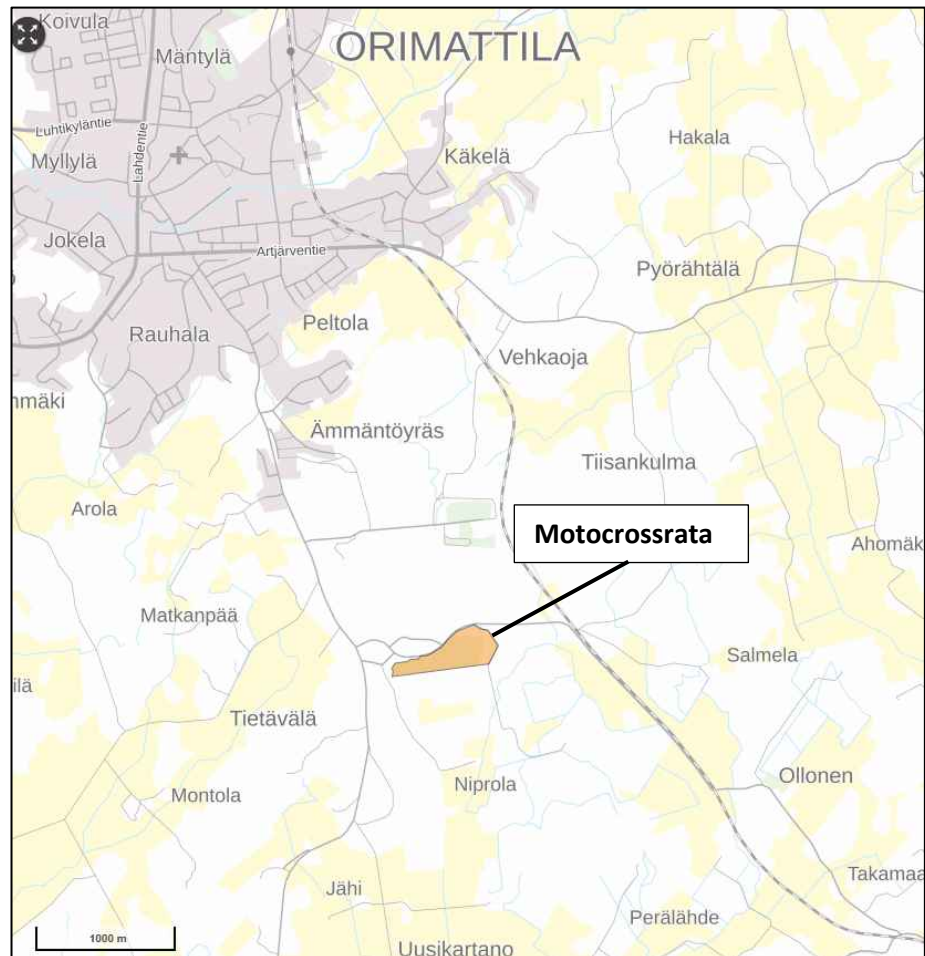 Koivula
ORIMATTILA
Mäntylä
Luhtikyläntie
Lahdentie
Hakala
Myllylä
Käkelä
Jokela
Artjärventie
Pyörähtälä
Peltola
Rauhala
Vehkaoja
mmäki
Ämmäntöyräs
Tiisankulma
Arola
Motocrossrata
Ahomäk
Matkanpää
Salmela
ilä
Tietävälä
Ollonen
Niprola
Montola
Takamaa
Jähi
Perälähde
1000 m
Uusikartano